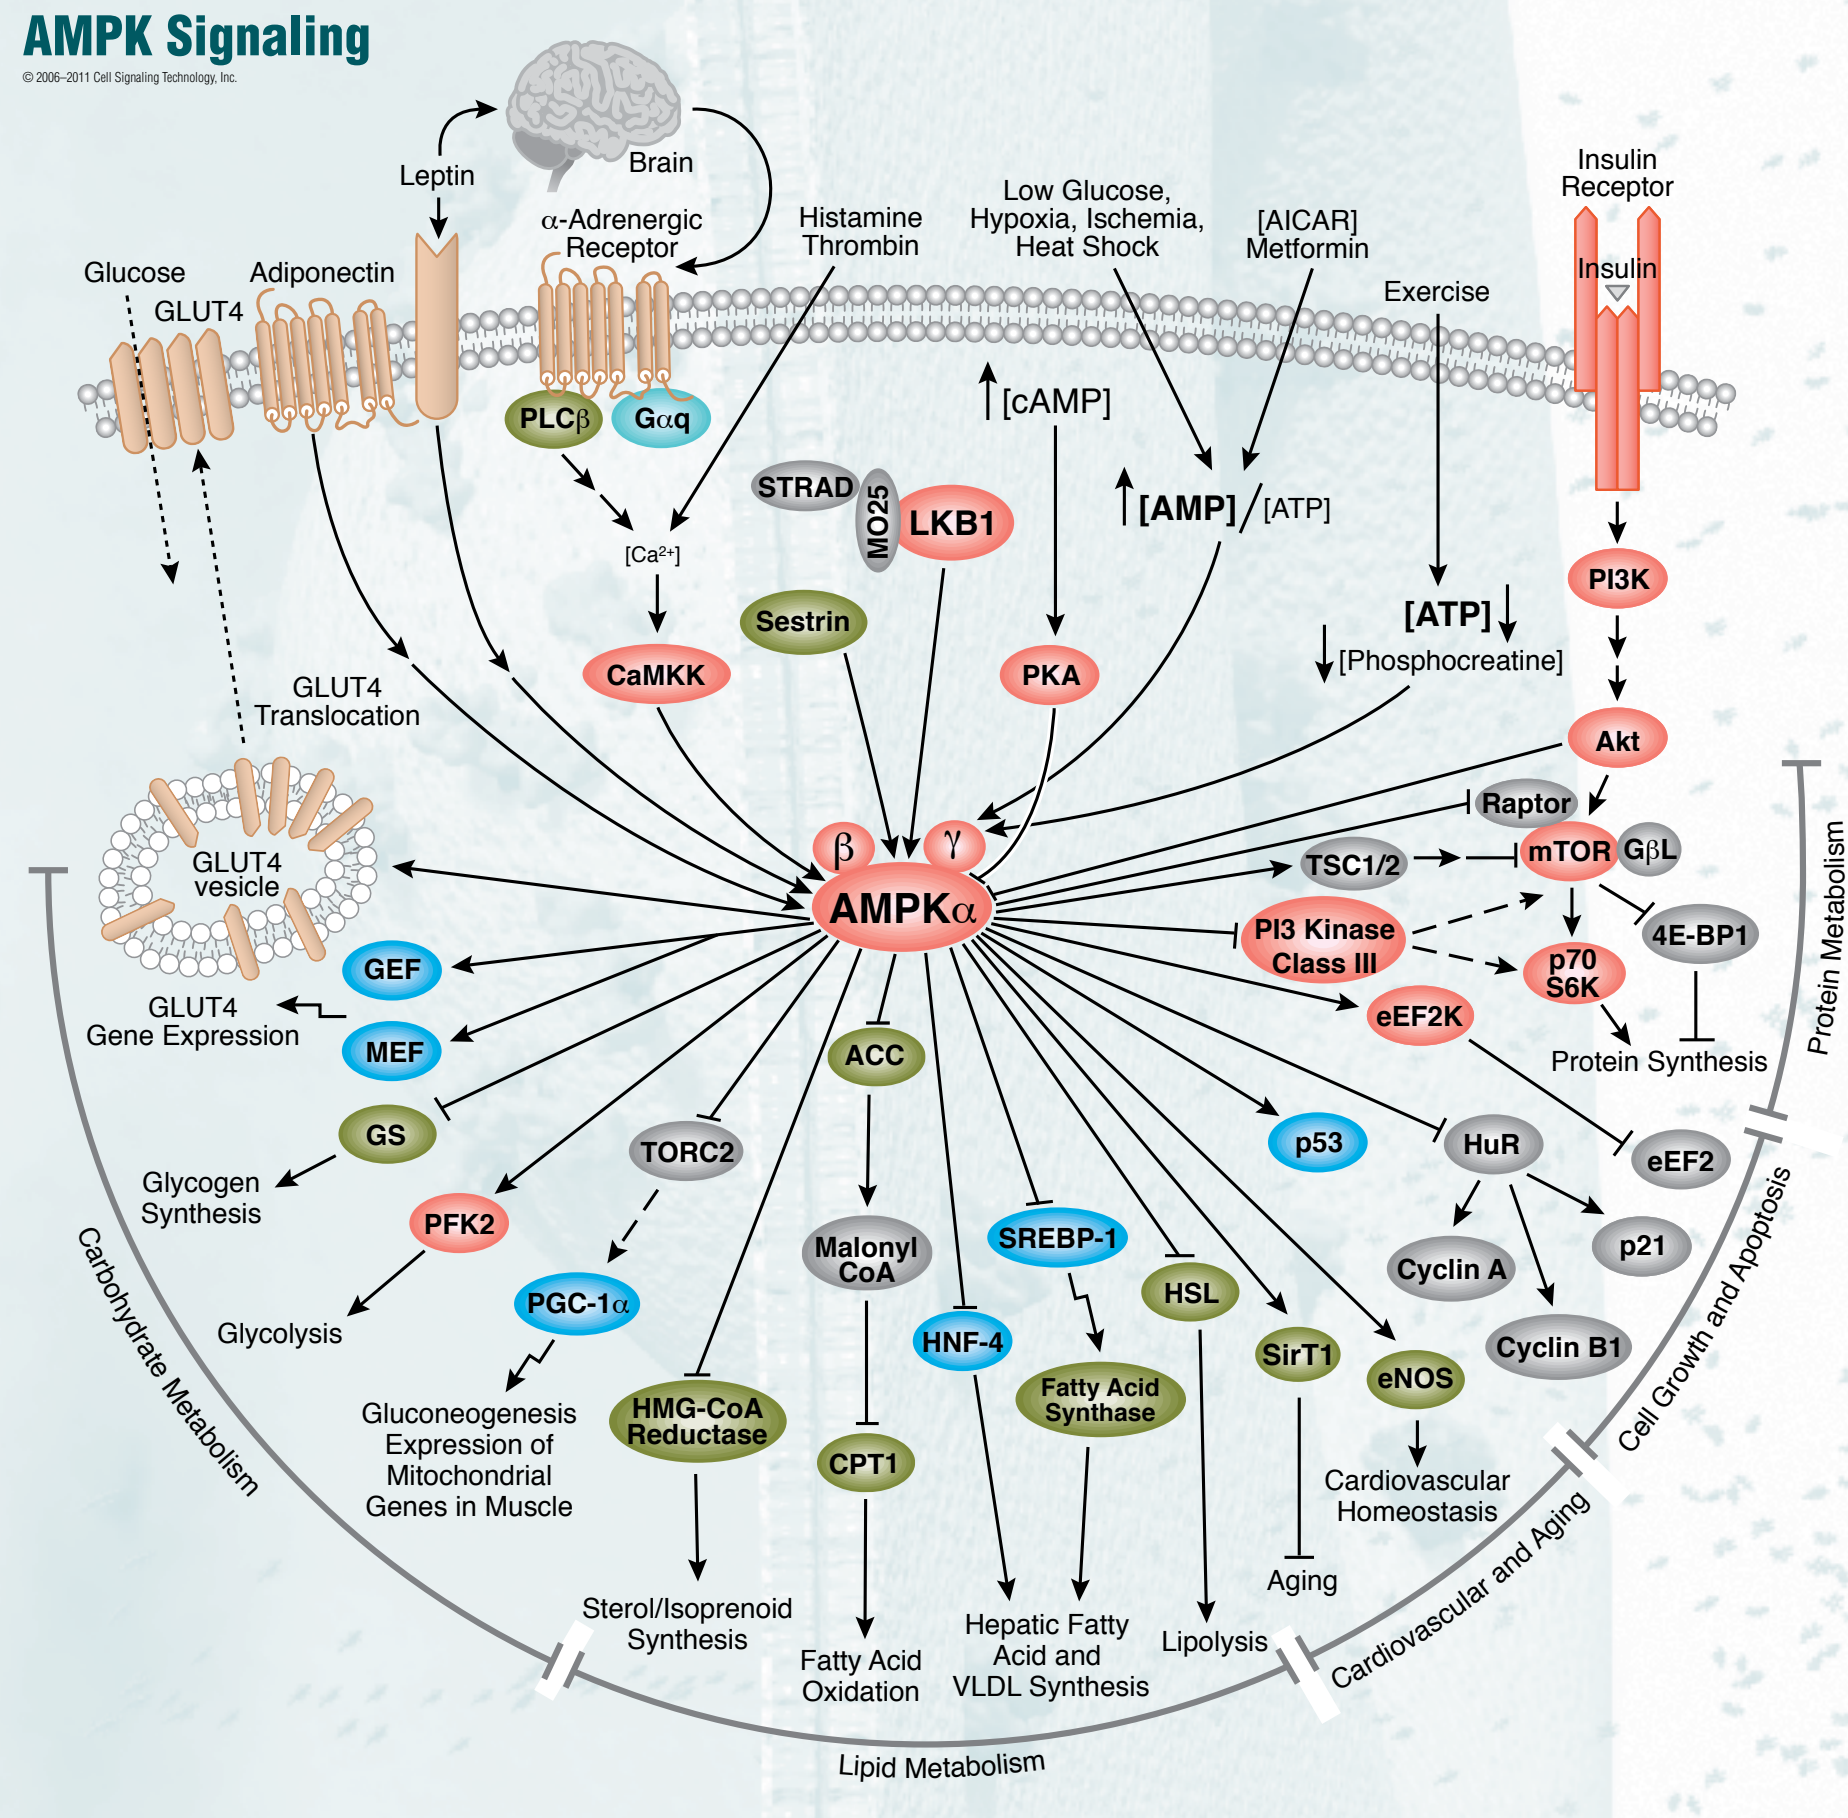 AMPK Signaling
© 2006–2011 Cell Signaling Technology, Inc.
Brain
Leptin
α-Adrenergic
Receptor
Histamine
Thrombin
Low Glucose,
Hypoxia, Ischemia,
Heat Shock
[AICAR]
Metformin
Exercise
Insulin
Receptor
Insulin
Glucose
GLUT4
Adiponectin
PLCβ
Gαq
[Ca2+]
CaMKK
STRAD
MO25
LKB1
Sestrin
[cAMP]
PKA
[AMP]
[ATP]
[ATP]
[Phosphocreatine]
PI3K
Akt
GLUT4
Translocation
GLUT4
vesicle
β
γ
AMPKα
Raptor
mTOR
GβL
TSC1/2
PI3 Kinase
Class III
4E-BP1
p70
S6K
eEF2K
Protein Synthesis
Protein Metabolism
GEF
GLUT4
Gene Expression
MEF
GS
Glycogen
Synthesis
PFK2
Glycolysis
TORC2
PGC-1α
Gluconeogenesis
Expression of
Mitochondrial
Genes in Muscle
Carbohydrate Metabolism
HMG-CoA
Reductase
Sterol/Isoprenoid
Synthesis
ACC
Malonyl
CoA
CPT1
Fatty Acid
Oxidation
HNF-4
SREBP-1
Fatty Acid
Synthase
Hepatic Fatty
Acid and
VLDL Synthesis
HSL
Lipolysis
Lipid Metabolism
SirT1
Aging
eNOS
Cardiovascular
Homeostasis
Cardiovascular and Aging
p53
HuR
eEF2
Cyclin A
p21
Cyclin B1
Cell Growth and Apoptosis